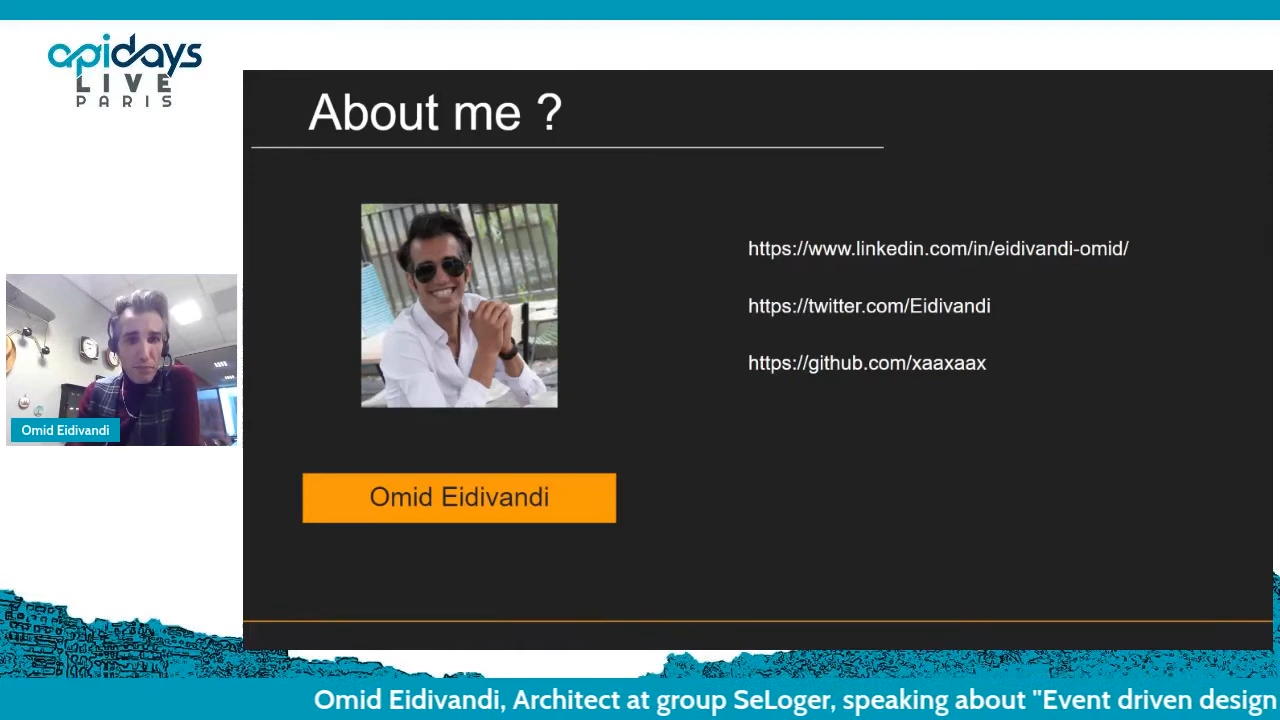 apidays
LIVE
PARIS
About me ?
https://www.linkedin.com/in/eidivandi-omid/
https://twitter.com/Eidivandi
https://github.com/xaaxaax
Omid Eidivandi
Omid Eidivandi
Omid Eidivandi, Architect at group SeLoger, speaking about "Event driven design